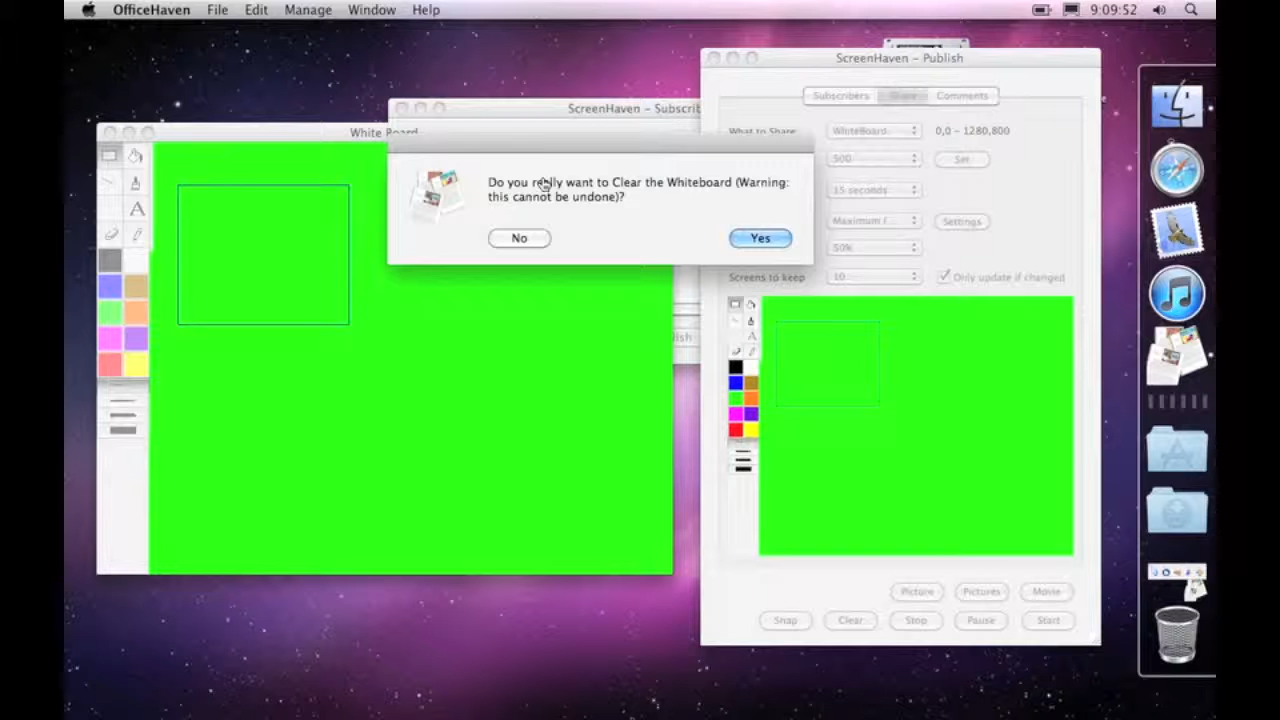 OfficeHaven File Edit Manage Window Help 9:09:52
ScreenHaven – Publish
Subscribers Comments
ScreenHaven – Subscrib
What to Share WhiteBoard 0,0 – 1280,800
White Board
500 Set
Do you really want to Clear the Whiteboard (Warning:
this cannot be undone)?
15 seconds
Settings
No Yes
50%
Screens to keep 10 Only update if changed
Picture Pictures Movie
Snap Clear Stop Pause Start